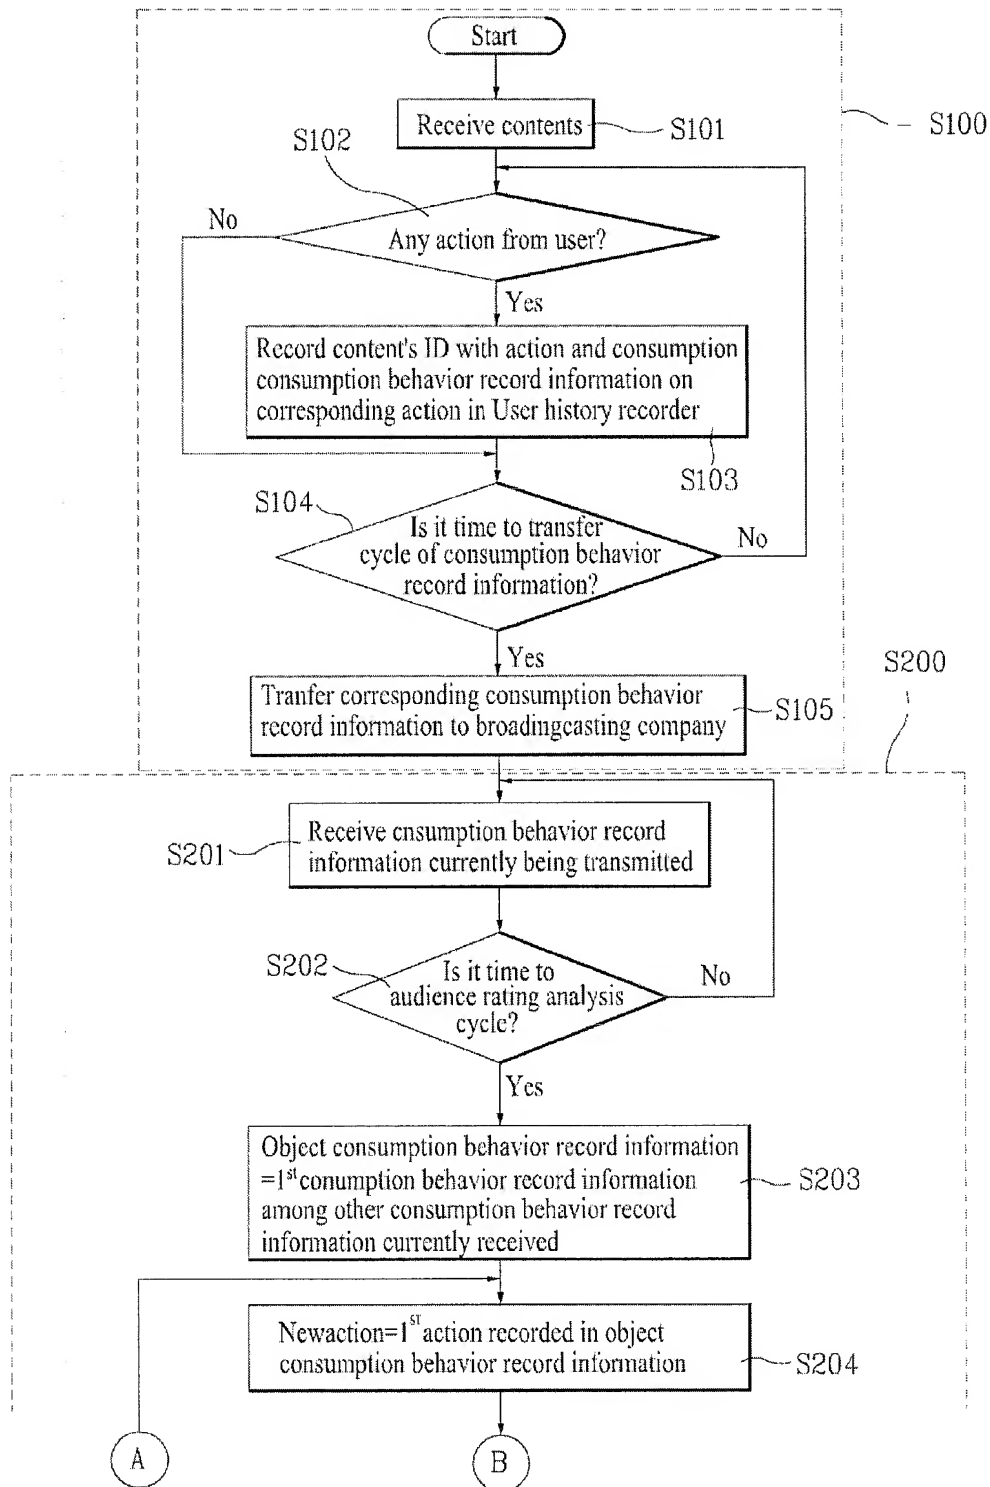 Start
Receive contents
S101
S100
S102
No
Any action from user?
Yes
Record content's ID with action and consumption
consumption behavior record information on
corresponding action in User history recorder
S103
S104
Is it time to transfer
cycle of consumption behavior
record information?
No
Yes
S200
Tranfer corresponding consumption behavior
record information to broadingcasting company
S105
Receive cnsumption behavior record
information currently being transmitted
S201
S202
Is it time to
audience rating analysis
cycle?
No
Yes
Object consumption behavior record information
=1st conumption behavior record information
among other consumption behavior record
information currently received
S203
Newaction=1ST action recorded in object
consumption behavior record information
S204
A
B